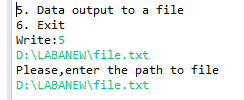 5. Data output to a file
6. Exit
Write:5
D:\LABANEW\file.txt
Please,enter the path to file
D:\LABANEW\file.txt